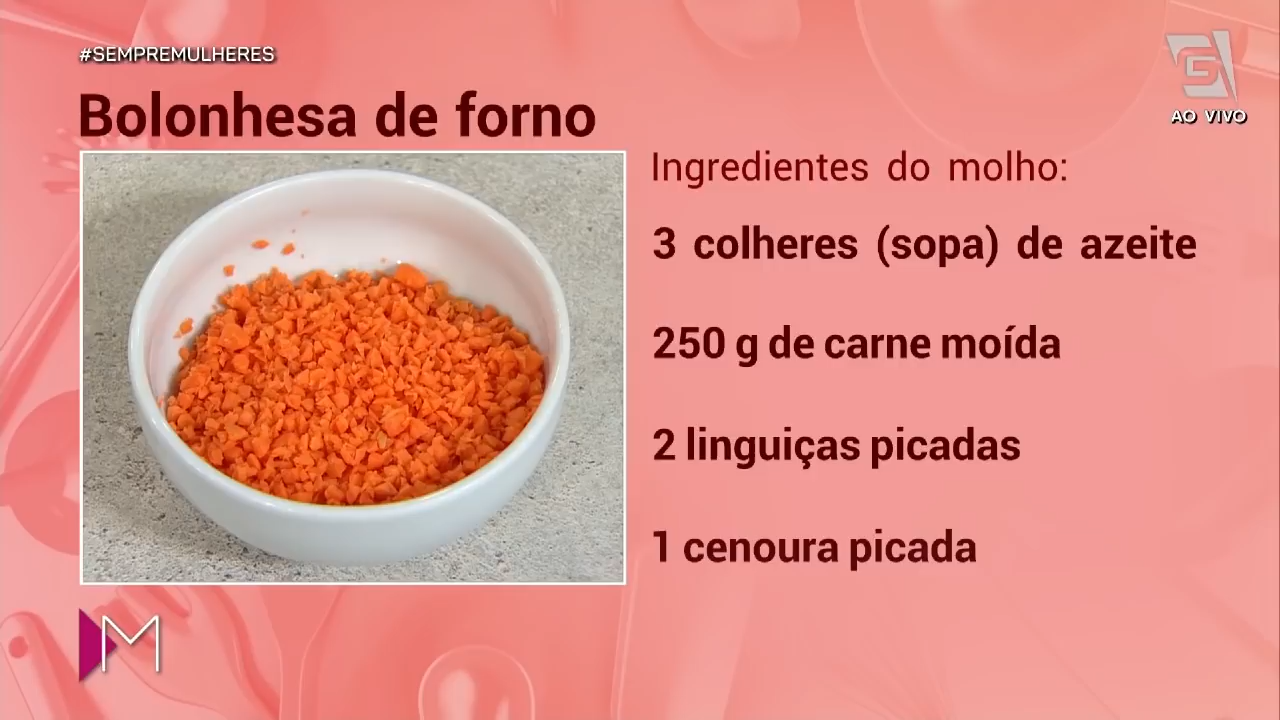 #SEMPREMULHERES
G
AO VIVO
Bolonhesa de forno
Ingredientes do molho:
3 colheres (sopa) de azeite
250 g de carne moída
2 linguiças picadas
1 cenoura picada
M